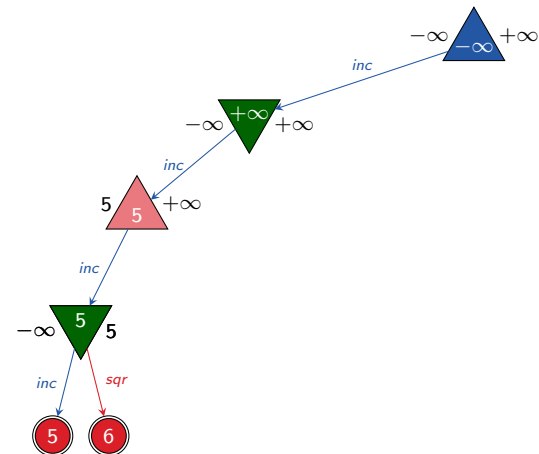 −∞ −∞ +∞
inc
−∞ +∞ +∞
inc
5 5 +∞
inc
−∞ 5 5
inc sqr
5 6